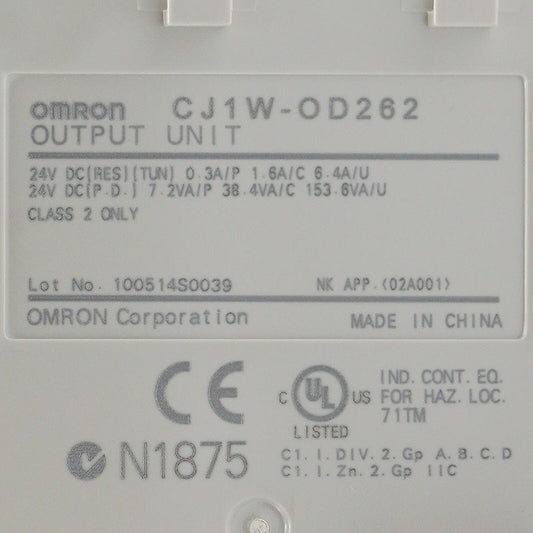 OMRON CJ1W-OD262
OUTPUT UNIT
24V DC(RES)(TUN) 0.3A/P 1.6A/C 6.4A/U
24V DC(P.D.) 7.2VA/P 38.4VA/C 153.6VA/U
CLASS 2 ONLY
Lot No. 100514S0039 NK APP.(02A001)
OMRON Corporation MADE IN CHINA
CE
C UL US
LISTED
IND. CONT. EQ.
FOR HAZ. LOC.
71TM
N1875
C1. I. DIV. 2. Gp A. B. C. D
C1. I. Zn. 2. Gp IIC